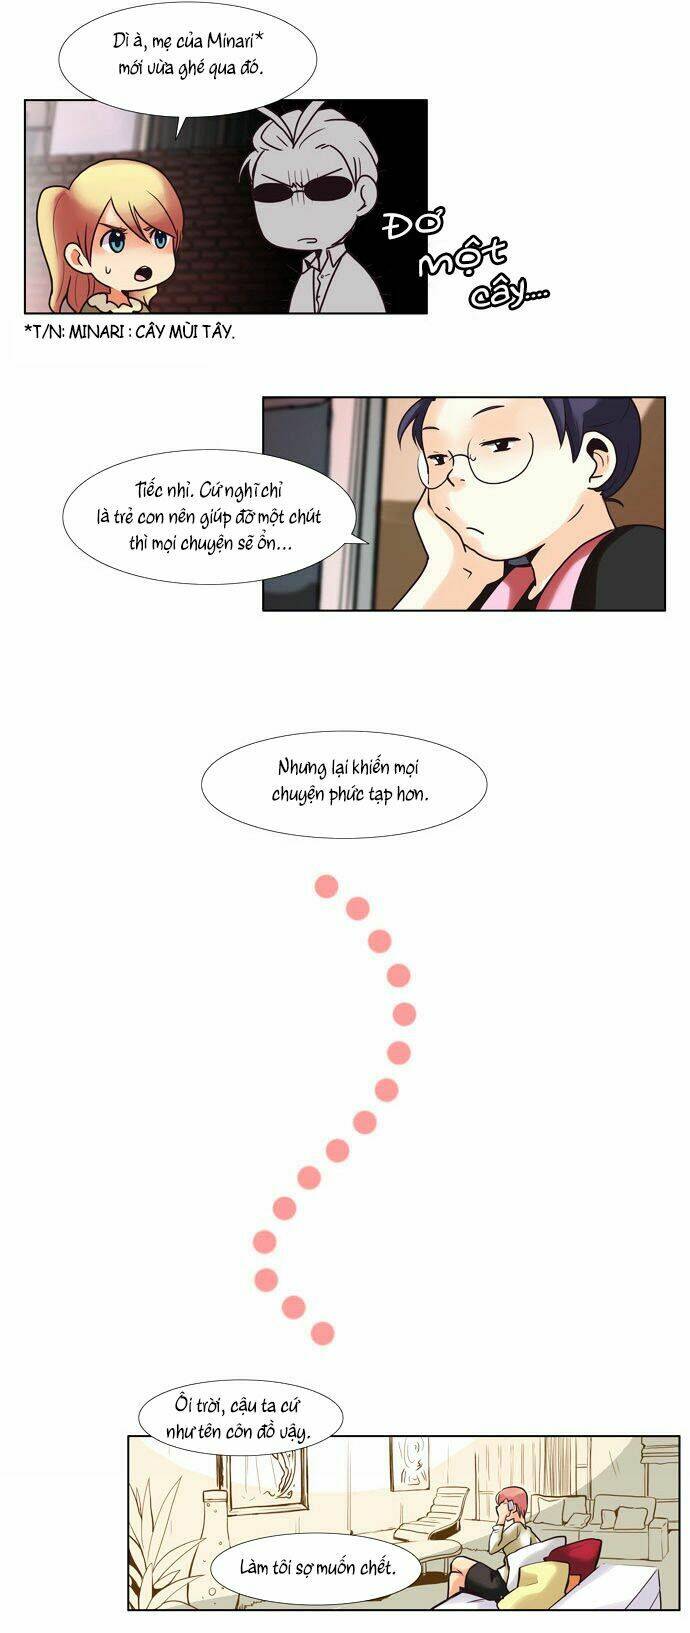 Dì à, mẹ của Minari*
mới vừa ghé qua đó.
Đơ
một
cây....
*T/N: MINARI : CÂY MÙI TÂY.
Tiếc nhỉ. Cứ nghĩ chỉ
là trẻ con nên giúp đỡ một chút
thì mọi chuyện sẽ ổn...
Nhưng lại khiến mọi
chuyện phức tạp hơn.
Ôi trời, cậu ta cứ
như tên côn đồ vậy.
Làm tôi sợ muốn chết.